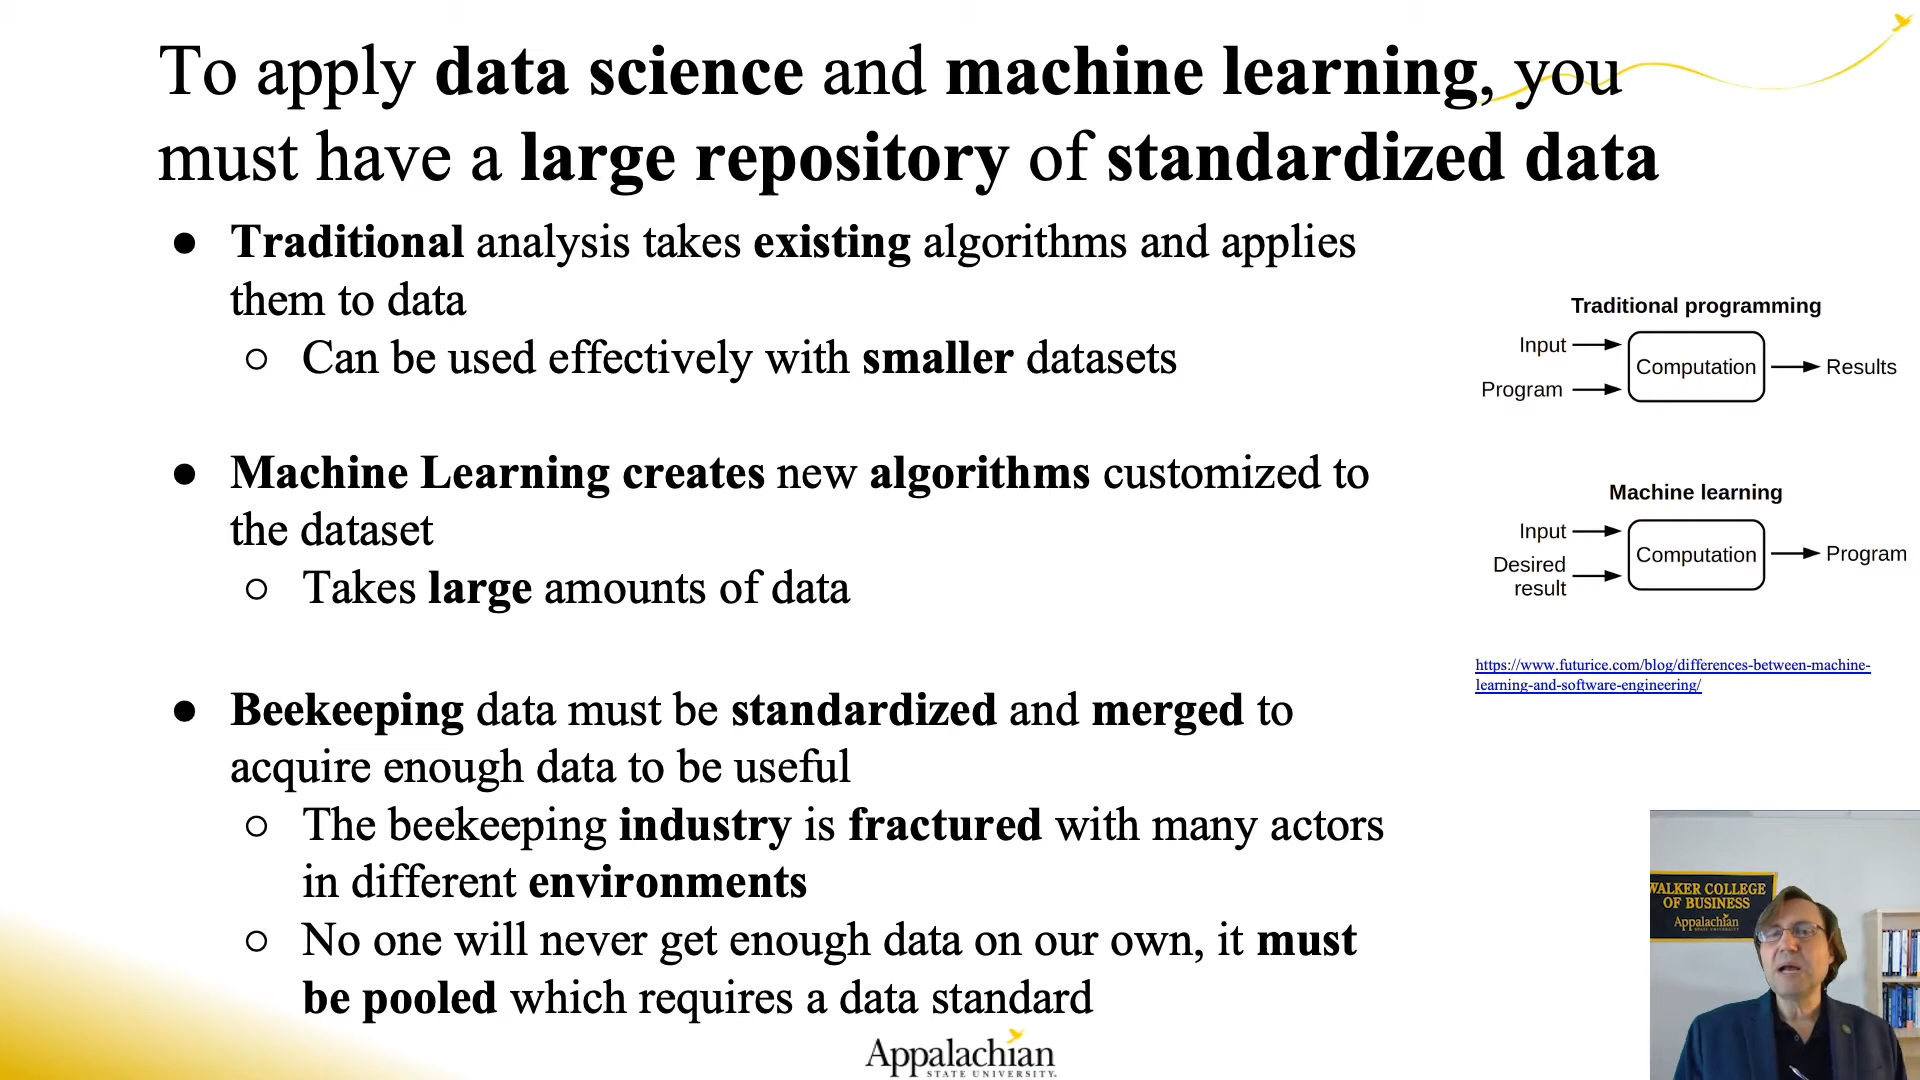 To apply data science and machine learning, you
must have a large repository of standardized data
● Traditional analysis takes existing algorithms and applies
them to data
○ Can be used effectively with smaller datasets
● Machine Learning creates new algorithms customized to
the dataset
○ Takes large amounts of data
● Beekeeping data must be standardized and merged to
acquire enough data to be useful
○ The beekeeping industry is fractured with many actors
in different environments
○ No one will never get enough data on our own, it must
be pooled which requires a data standard
Traditional programming
Input
Program
Computation
Results
Machine learning
Input
Desired
result
Computation
Program
https://www.futurice.com/blog/differences-between-machine-
learning-and-software-engineering/
WALKER COLLEGE
OF BUSINESS
Appalachian
STATE UNIVERSITY
Appalachian
STATE UNIVERSITY.